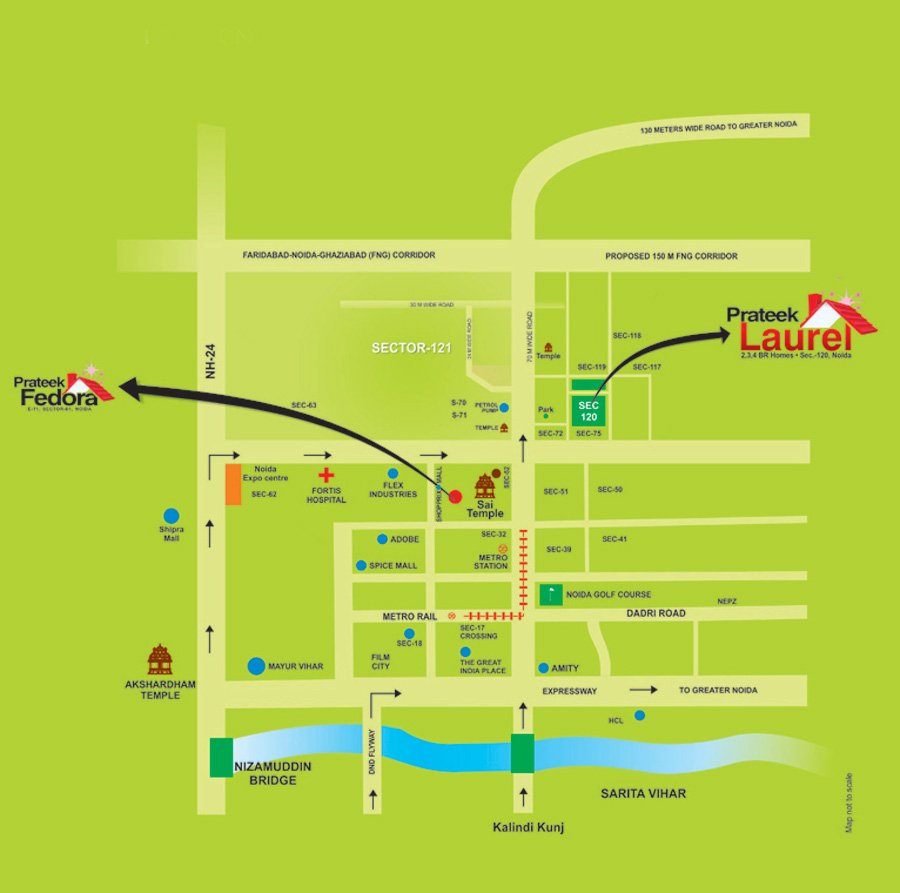 130 METERS WIDE ROAD TO GREATER NOIDA
FARIDABAD-NOIDA-GHAZIABAD (FNG) CORRIDOR
PROPOSED 150 M FNG CORRIDOR
30 M WIDE ROAD
24 M WIDE ROAD
70 M WIDE ROAD
SECTOR-121
NH-24
Temple
SEC-118
SEC-119
SEC-117
Prateek
Laurel
2,3,4 BR Homes • Sec.-120, Noida
Prateek
Fedora
SEC-63
S-70
S-71
PETROL
PUMP
TEMPLE
Park
SEC
120
SEC-72
SEC-75
Noida
Expo centre
SEC-62
FORTIS
HOSPITAL
FLEX
INDUSTRIES
SHOPPRIX MALL
Sai
Temple
SEC-52
SEC-51
SEC-50
Shipra
Mall
ADOBE
SPICE MALL
SEC-32
METRO
STATION
SEC-39
SEC-41
NOIDA GOLF COURSE
NEPZ
METRO RAIL
DADRI ROAD
SEC-17
CROSSING
SEC-18
FILM
CITY
THE GREAT
INDIA PLACE
AMITY
MAYUR VIHAR
AKSHARDHAM
TEMPLE
EXPRESSWAY
TO GREATER NOIDA
HCL
DND FLYWAY
NIZAMUDDIN
BRIDGE
SARITA VIHAR
Kalindi Kunj
Map not to scale